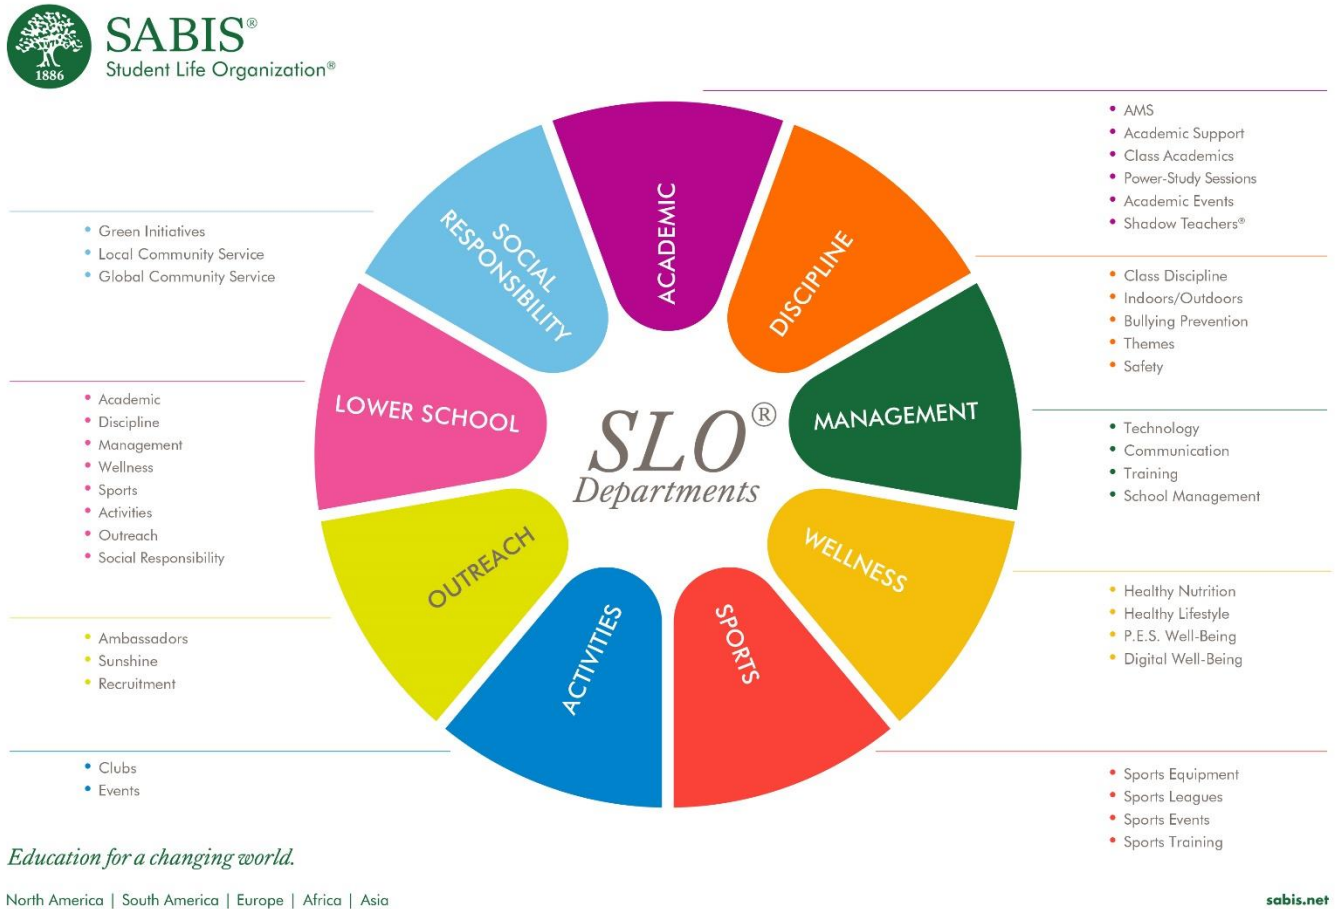 SABIS®
Student Life Organization®
1886
ACADEMIC
• AMS
• Academic Support
• Class Academics
• Power-Study Sessions
• Academic Events
• Shadow Teachers®
DISCIPLINE
• Class Discipline
• Indoors/Outdoors
• Bullying Prevention
• Themes
• Safety
MANAGEMENT
• Technology
• Communication
• Training
• School Management
WELLNESS
• Healthy Nutrition
• Healthy Lifestyle
• P.E.S. Well-Being
• Digital Well-Being
SPORTS
• Sports Equipment
• Sports Leagues
• Sports Events
• Sports Training
ACTIVITIES
• Clubs
• Events
OUTREACH
• Ambassadors
• Sunshine
• Recruitment
LOWER SCHOOL
• Academic
• Discipline
• Management
• Wellness
• Sports
• Activities
• Outreach
• Social Responsibility
SOCIAL
RESPONSIBILITY
• Green Initiatives
• Local Community Service
• Global Community Service
SLO®
Departments
Education for a changing world.
North America | South America | Europe | Africa | Asia
sabis.net